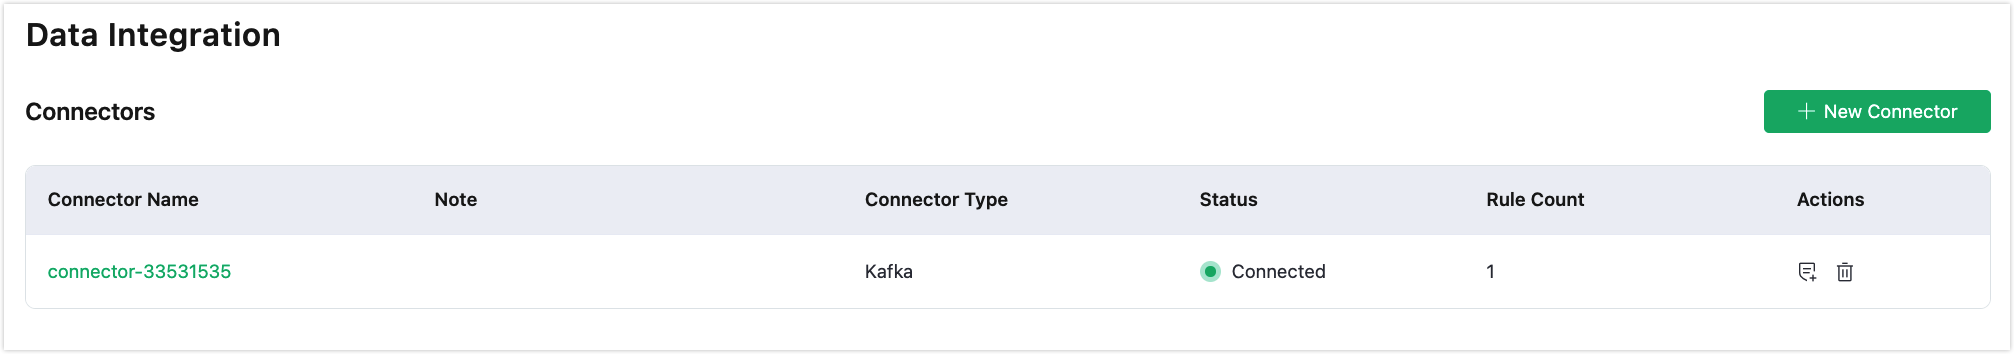 Data Integration
Connectors
+ New Connector
Connector Name Note Connector Type Status Rule Count Actions
connector-33531535 Kafka Connected 1